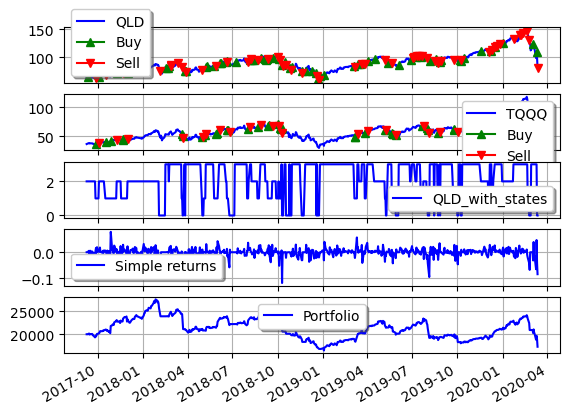 150
100
QLD
Buy
Sell
100
50
TQQQ
Buy
Sell
2
0
QLD_with_states
0.0
−0.1
Simple returns
25000
20000
Portfolio
2017-10
2018-01
2018-04
2018-07
2018-10
2019-01
2019-04
2019-07
2019-10
2020-01
2020-04